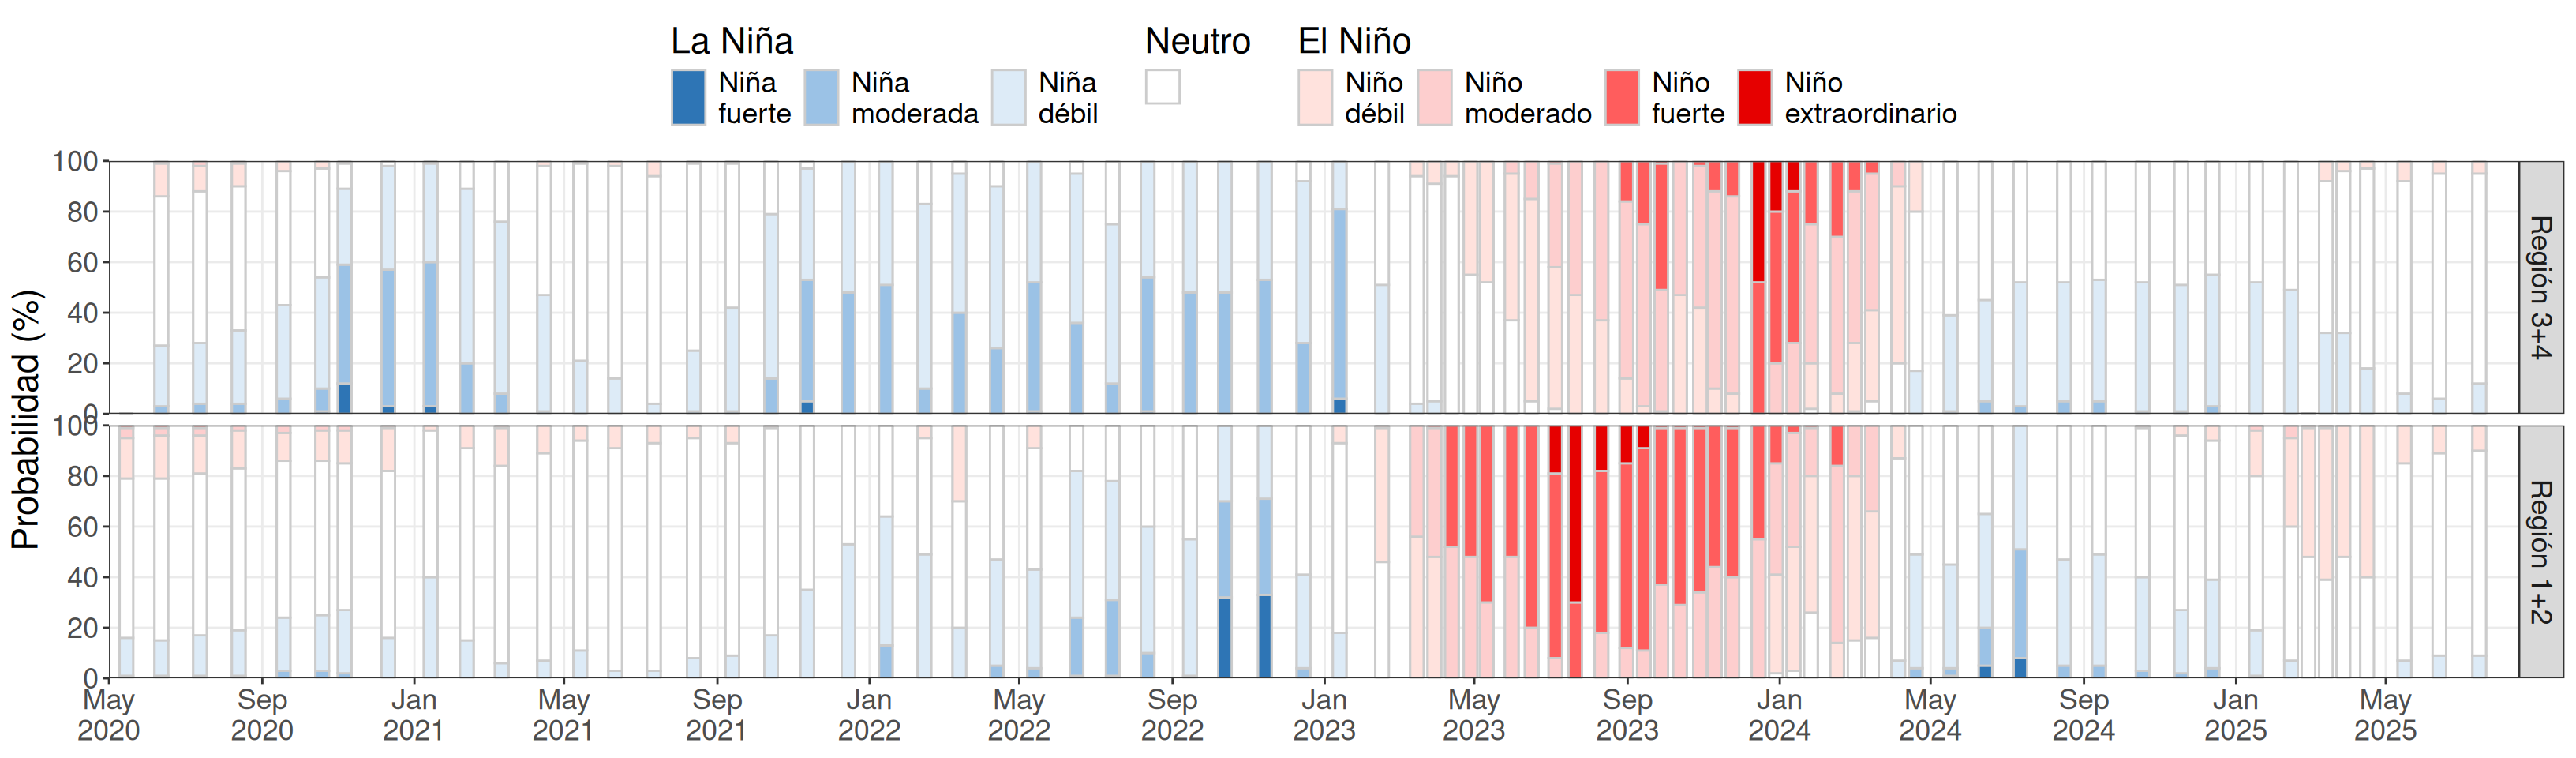 La Niña Neutro El Niño
Niña Niña Niña Niño Niño Niño Niño
fuerte moderada débil débil moderado fuerte extraordinario
Probabilidad (%)
100
80
60
40
20
0
Región 3+4
100
80
60
40
20
0
Región 1+2
May Sep Jan May Sep Jan May Sep Jan May Sep Jan May Sep Jan May
2020 2020 2021 2021 2021 2022 2022 2022 2023 2023 2023 2024 2024 2024 2025 2025